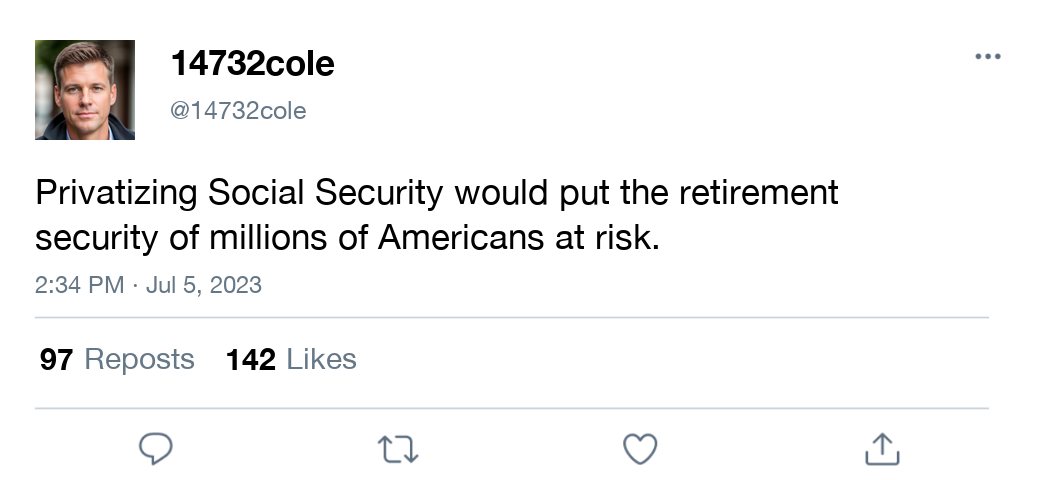 14732cole
@14732cole
Privatizing Social Security would put the retirement
security of millions of Americans at risk.
2:34 PM · Jul 5, 2023
97 Reposts 142 Likes